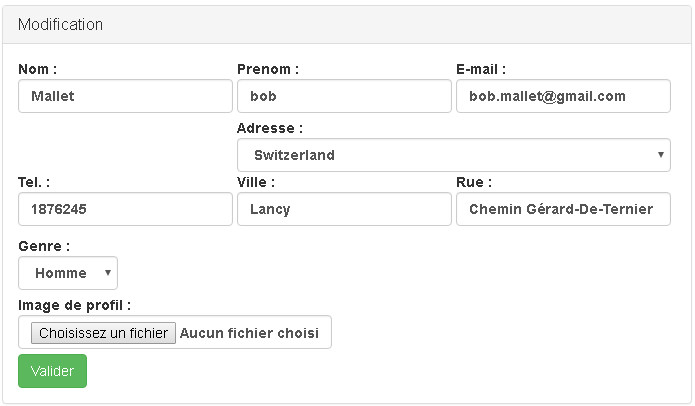 Modification
Nom : Prenom : E-mail :
Mallet bob bob.mallet@gmail.com
Adresse :
Switzerland
Tel. : Ville : Rue :
1876245 Lancy Chemin Gérard-De-Ternier
Genre :
Homme
Image de profil :
Choisissez un fichier Aucun fichier choisi
Valider